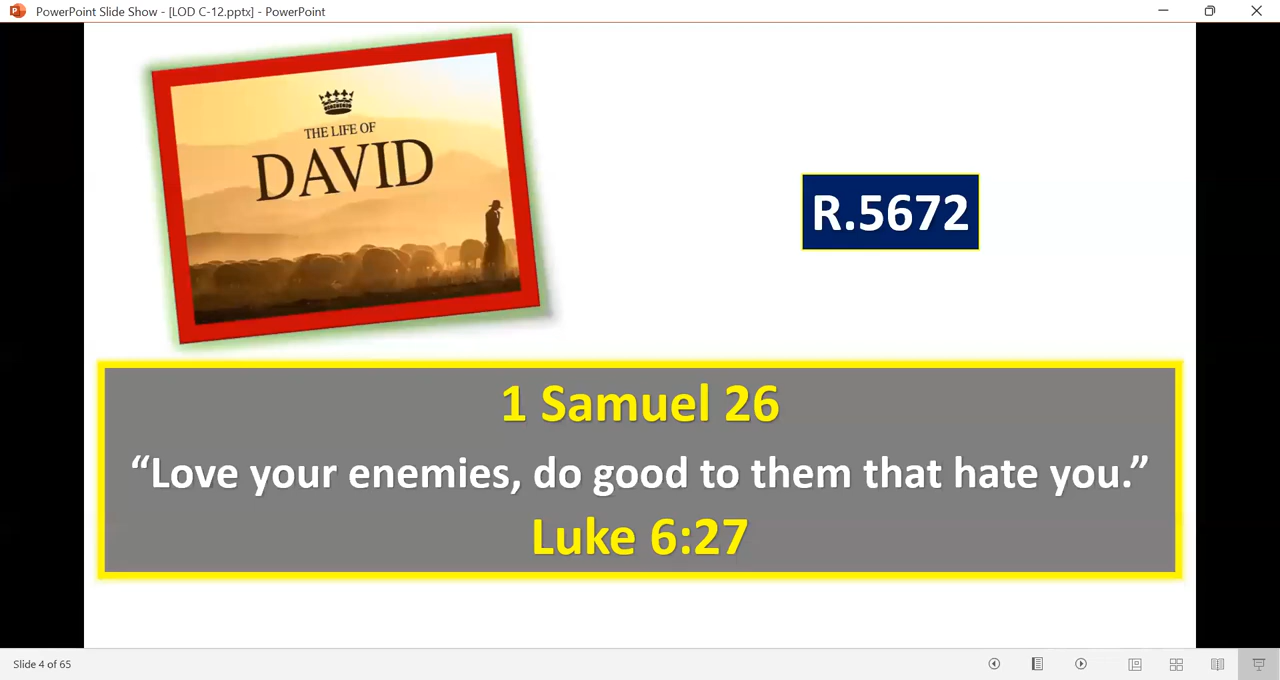 PowerPoint Slide Show - [LOD C-12.pptx] - PowerPoint
THE LIFE OF
DAVID
R.5672
1 Samuel 26
“Love your enemies, do good to them that hate you.”
Luke 6:27
Slide 4 of 65